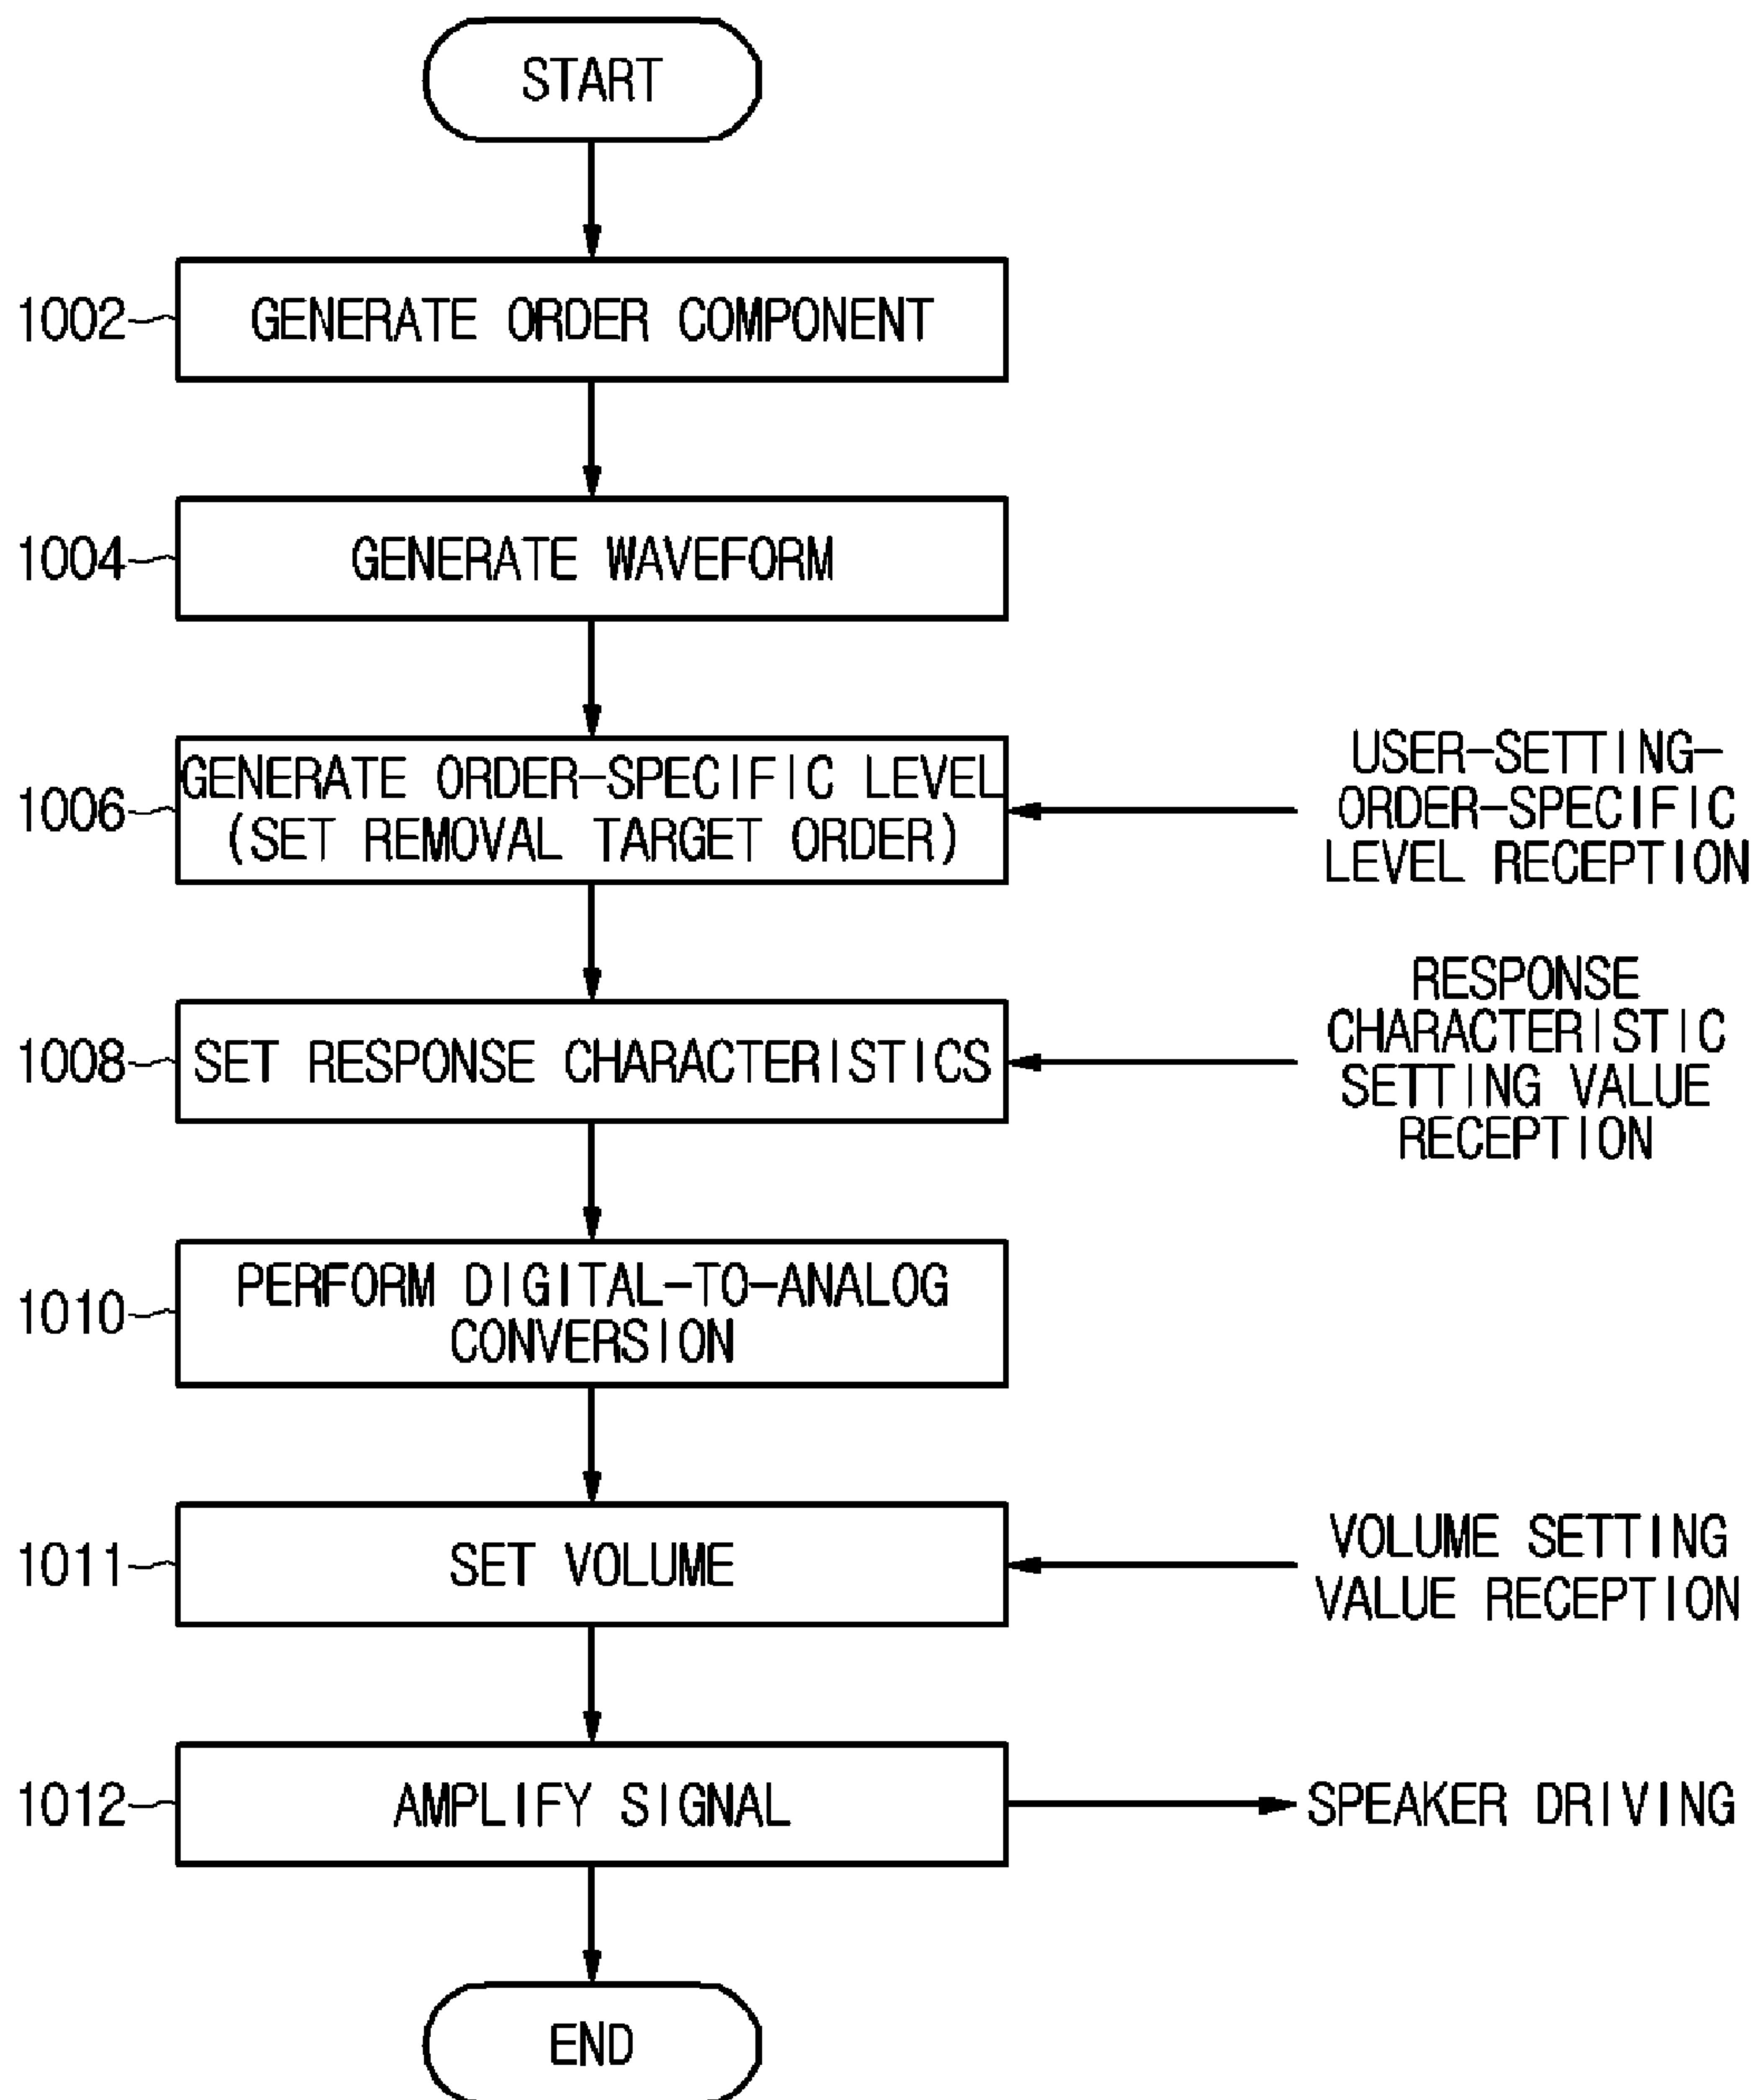 START
1002
GENERATE ORDER COMPONENT
1004
GENERATE WAVEFORM
1006
GENERATE ORDER-SPECIFIC LEVEL
(SET REMOVAL TARGET ORDER)
USER-SETTING-
ORDER-SPECIFIC
LEVEL RECEPTION
1008
SET RESPONSE CHARACTERISTICS
RESPONSE
CHARACTERISTIC
SETTING VALUE
RECEPTION
1010
PERFORM DIGITAL-TO-ANALOG
CONVERSION
1011
SET VOLUME
VOLUME SETTING
VALUE RECEPTION
1012
AMPLIFY SIGNAL
SPEAKER DRIVING
END